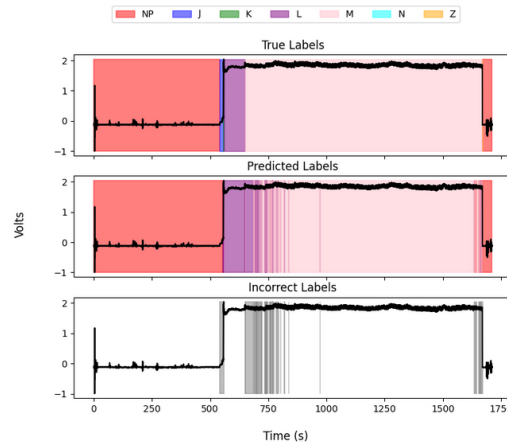 NP J K L M N Z
True Labels
2
1
0
−1
Predicted Labels
2
1
0
−1
Volts
Incorrect Labels
2
1
0
−1
0 250 500 750 1000 1250 1500 1750
Time (s)